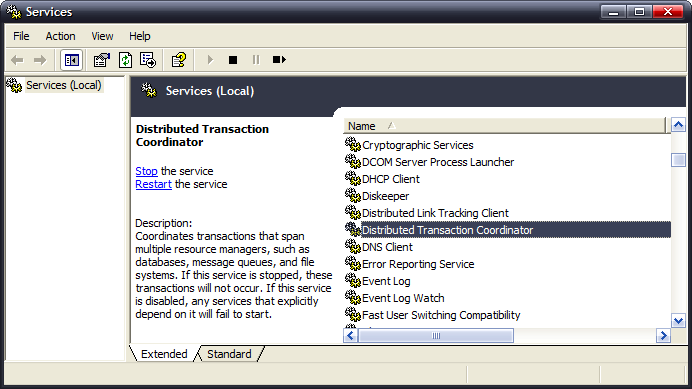 Services
File Action View Help
Services (Local)
Services (Local)
Distributed Transaction
Coordinator
Stop the service
Restart the service
Description:
Coordinates transactions that span
multiple resource managers, such as
databases, message queues, and file
systems. If this service is stopped, these
transactions will not occur. If this service
is disabled, any services that explicitly
depend on it will fail to start.
Name
Cryptographic Services
DCOM Server Process Launcher
DHCP Client
Diskeeper
Distributed Link Tracking Client
Distributed Transaction Coordinator
DNS Client
Error Reporting Service
Event Log
Event Log Watch
Fast User Switching Compatibility
Extended Standard